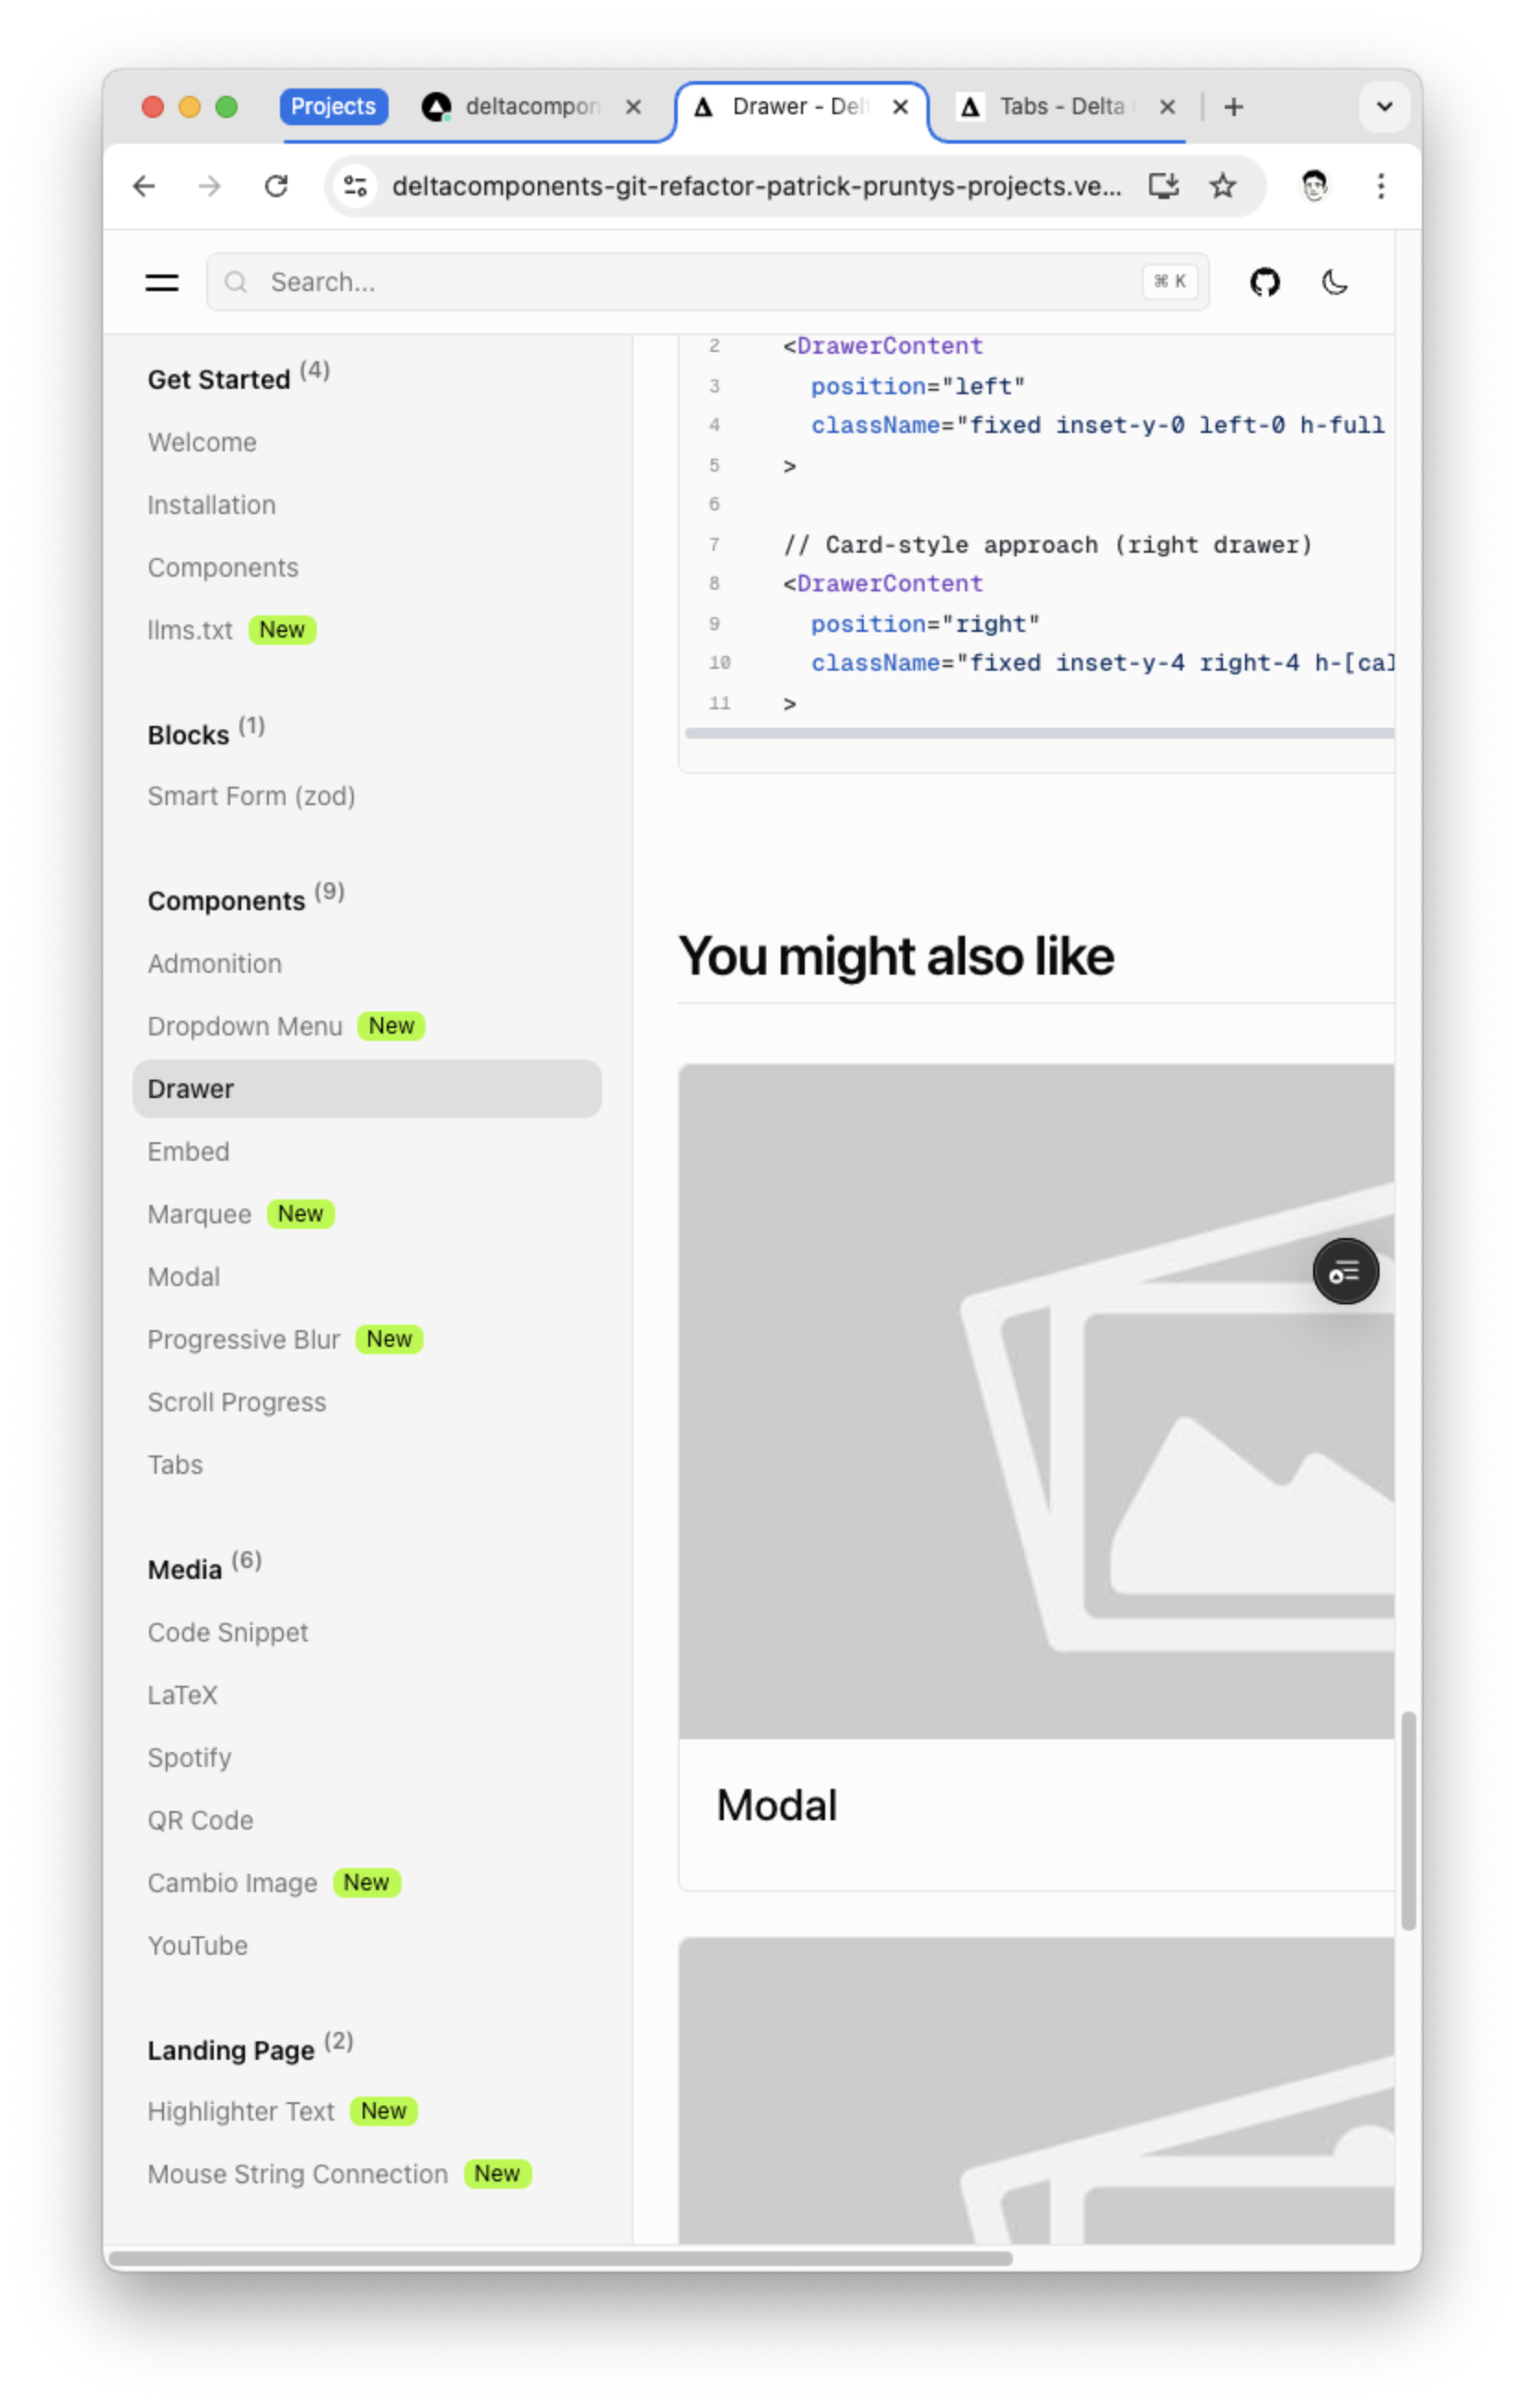 Projects
deltacompon
Drawer - Del
Tabs - Delta
deltacomponents-git-refactor-patrick-pruntys-projects.ve...
Search...
⌘ K
Get Started (4)
Welcome
Installation
Components
llms.txt New
Blocks (1)
Smart Form (zod)
Components (9)
Admonition
Dropdown Menu New
Drawer
Embed
Marquee New
Modal
Progressive Blur New
Scroll Progress
Tabs
Media (6)
Code Snippet
LaTeX
Spotify
QR Code
Cambio Image New
YouTube
Landing Page (2)
Highlighter Text New
Mouse String Connection New
2 <DrawerContent
3 position="left"
4 className="fixed inset-y-0 left-0 h-full
5 >
6
7 // Card-style approach (right drawer)
8 <DrawerContent
9 position="right"
10 className="fixed inset-y-4 right-4 h-[cal
11 >
You might also like
Modal